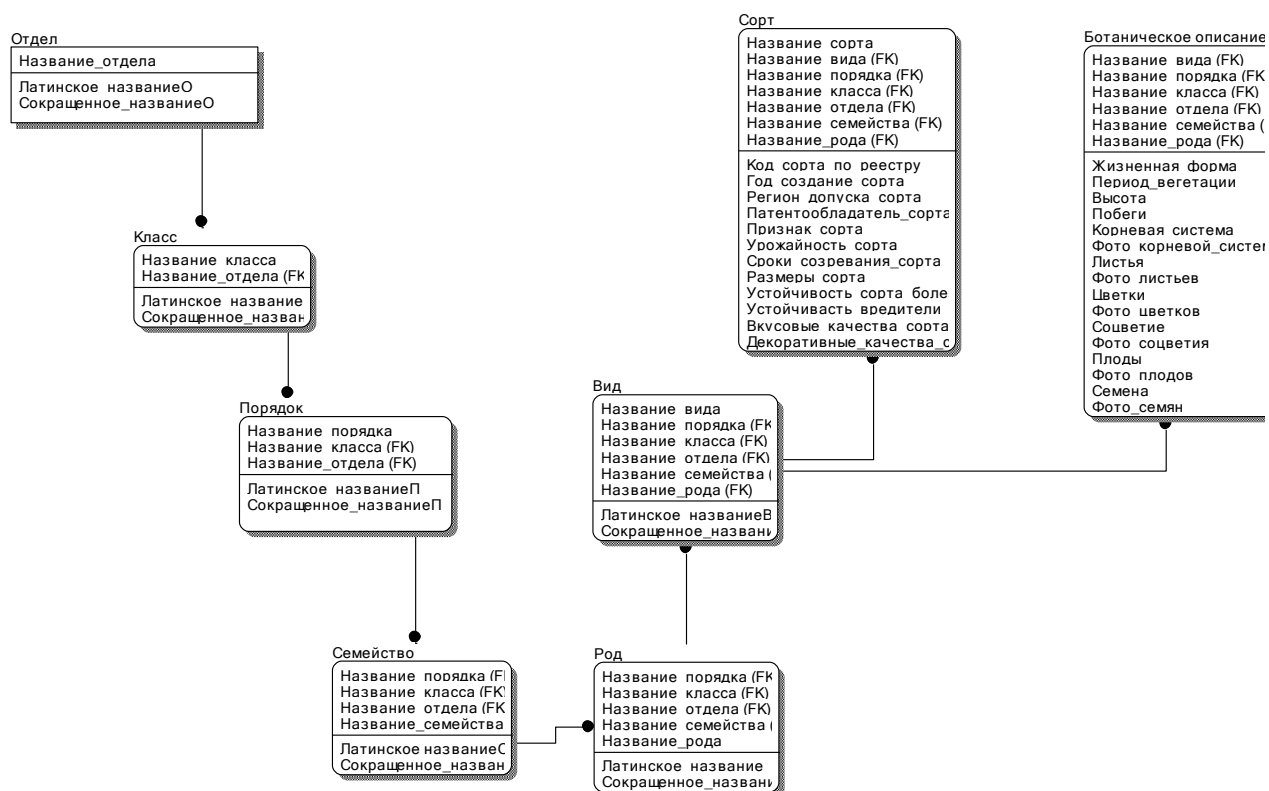 Отдел
Название_отдела
Латинское названиеО
Сокращенное_названиеО
Класс
Название класса
Название_отдела (FK
Латинское название
Сокращенное_назван
Порядок
Название порядка
Название класса (FK)
Название_отдела (FK)
Латинское названиеП
Сокращенное_названиеП
Семейство
Название порядка (F
Название класса (FK)
Название отдела (FK
Название_семейства
Латинское названиеС
Сокращенное_назван
Род
Название порядка (FK
Название класса (FK)
Название отдела (FK)
Название семейства (
Название_рода
Латинское название
Сокращенное_названи
Вид
Название вида
Название порядка (FK
Название класса (FK)
Название отдела (FK)
Название семейства (
Название_рода (FK)
Латинское названиеВ
Сокращенное_названи
Сорт
Название сорта
Название вида (FK)
Название порядка (FK)
Название класса (FK)
Название отдела (FK)
Название семейства (FK)
Название_рода (FK)
Код сорта по реестру
Год создание сорта
Регион допуска сорта
Патентообладатель_сорта
Признак сорта
Урожайность сорта
Сроки созревания_сорта
Размеры сорта
Устойчивость сорта боле
Устойчивасть вредители
Вкусовые качества сорта
Декоративные_качества_с
Ботаническое описание
Название вида (FK)
Название порядка (FK
Название класса (FK)
Название отдела (FK)
Название семейства (
Название_рода (FK)
Жизненная форма
Период_вегетации
Высота
Побеги
Корневая система
Фото корневой_систем
Листья
Фото листьев
Цветки
Фото цветков
Соцветие
Фото соцветия
Плоды
Фото плодов
Семена
Фото_семян